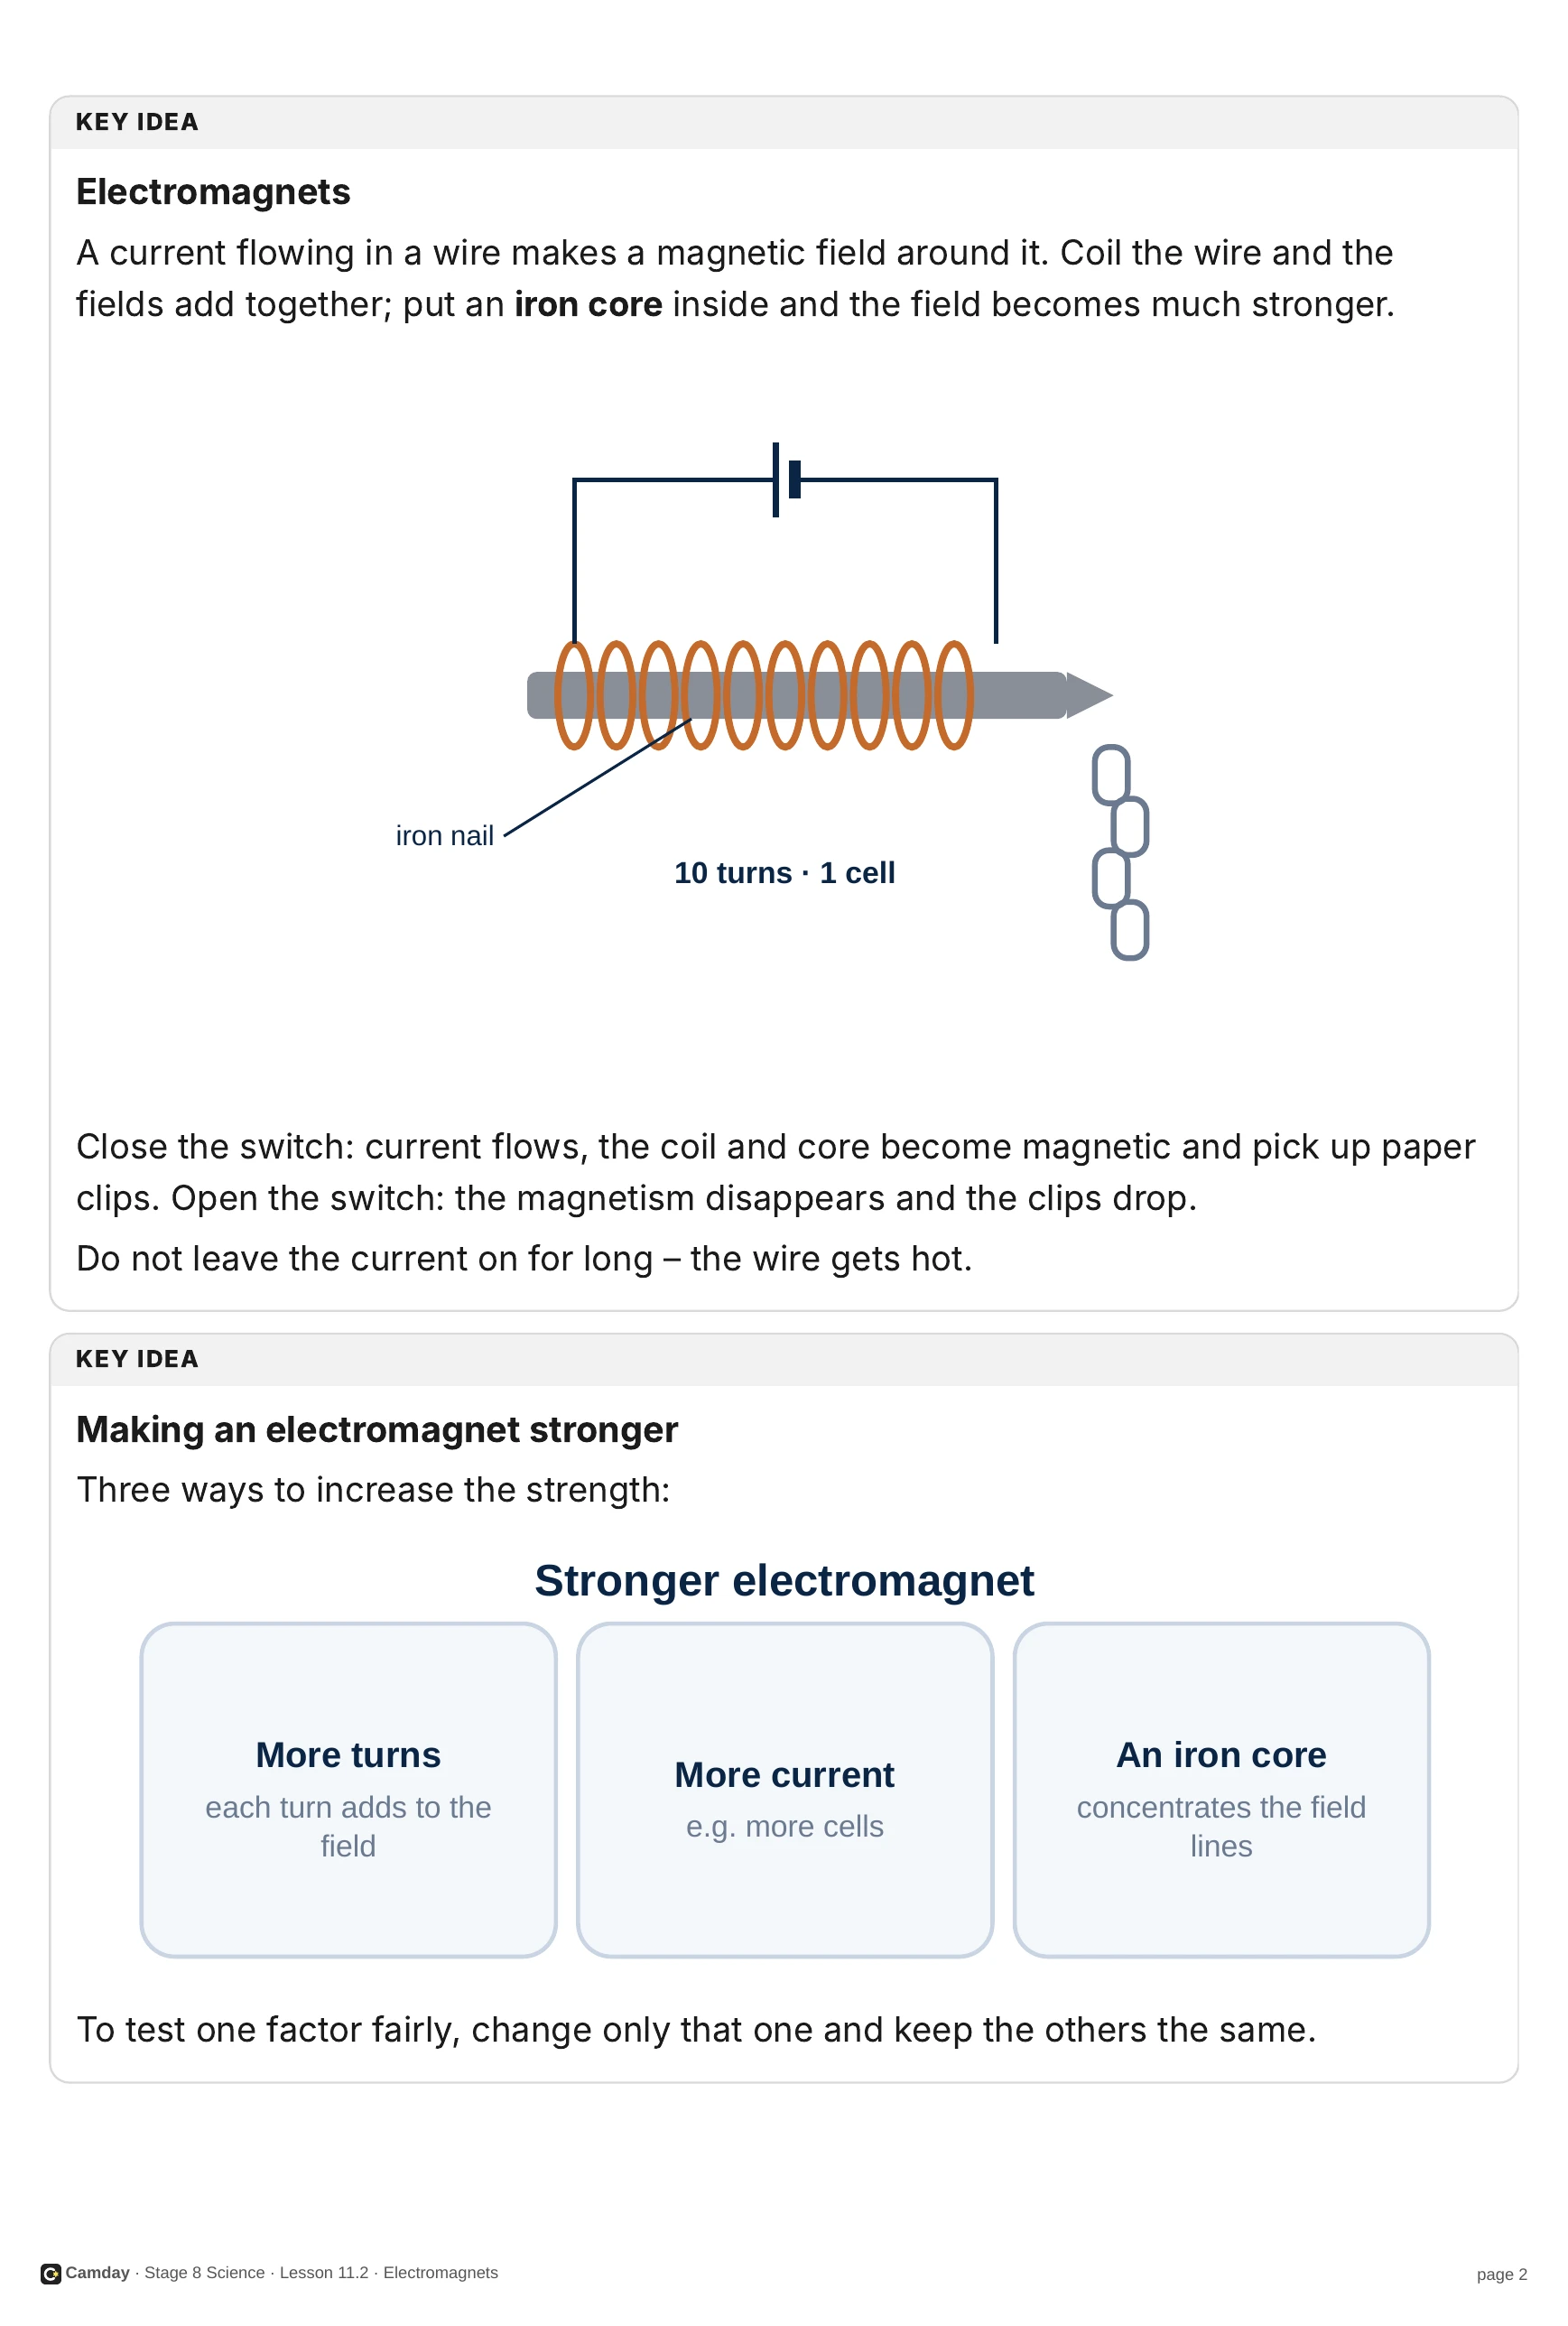 KEY IDEA
Electromagnets
A current flowing in a wire makes a magnetic field around it. Coil the wire and the
fields add together; put an iron core inside and the field becomes much stronger.
iron nail
10 turns · 1 cell
Close the switch: current flows, the coil and core become magnetic and pick up paper
clips. Open the switch: the magnetism disappears and the clips drop.
Do not leave the current on for long – the wire gets hot.
KEY IDEA
Making an electromagnet stronger
Three ways to increase the strength:
Stronger electromagnet
More turns
each turn adds to the
field
More current
e.g. more cells
An iron core
concentrates the field
lines
To test one factor fairly, change only that one and keep the others the same.
Camday · Stage 8 Science · Lesson 11.2 · Electromagnets
page 2